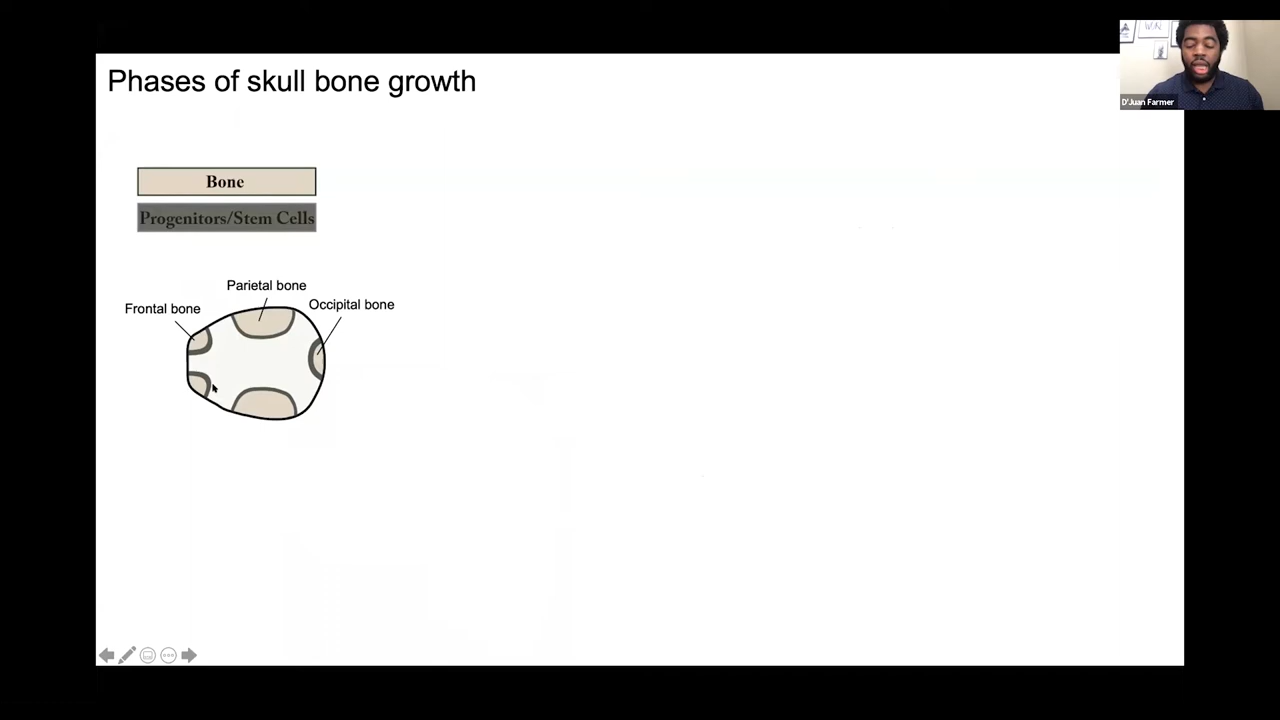 Phases of skull bone growth
D'Juan Farmer
Bone
Progenitors/Stem Cells
Parietal bone
Frontal bone
Occipital bone